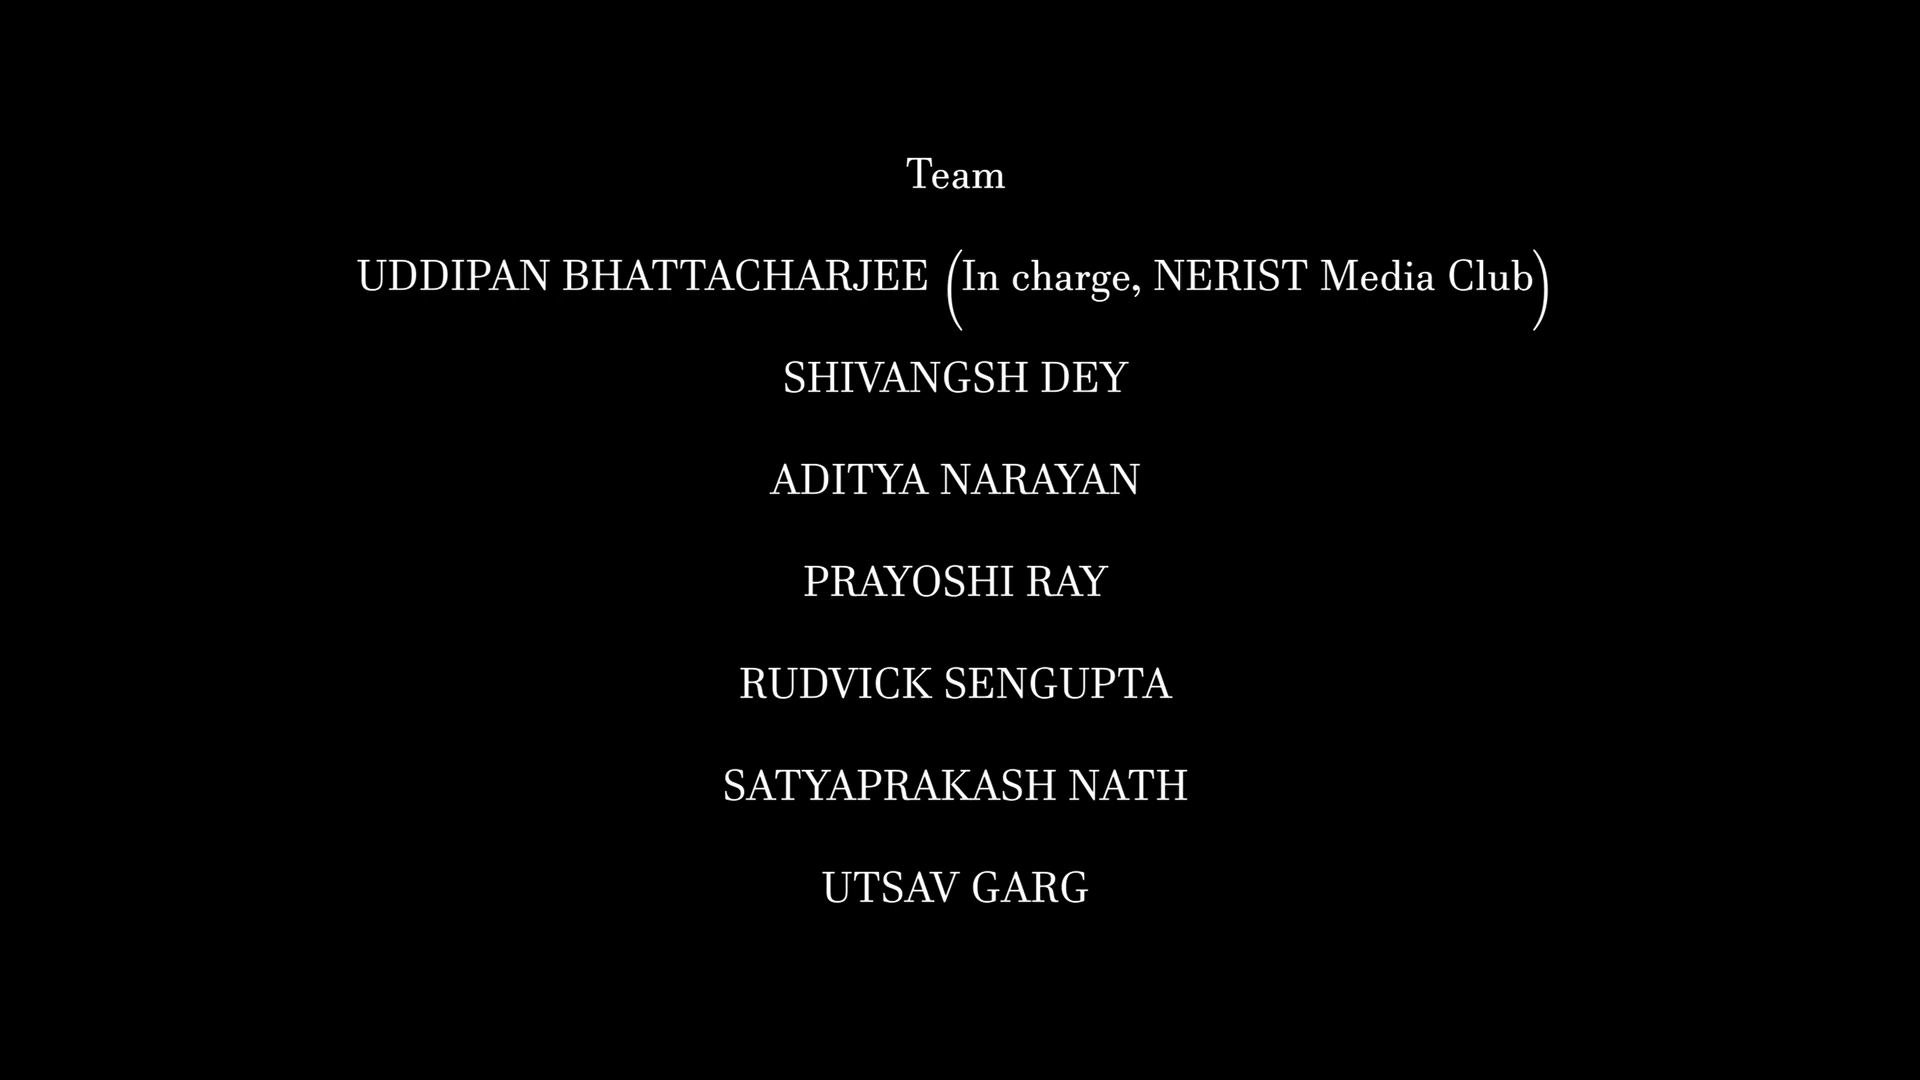 Team
UDDIPAN BHATTACHARJEE (In charge, NERIST Media Club)
SHIVANGSH DEY
ADITYA NARAYAN
PRAYOSHI RAY
RUDVICK SENGUPTA
SATYAPRAKASH NATH
UTSAV GARG